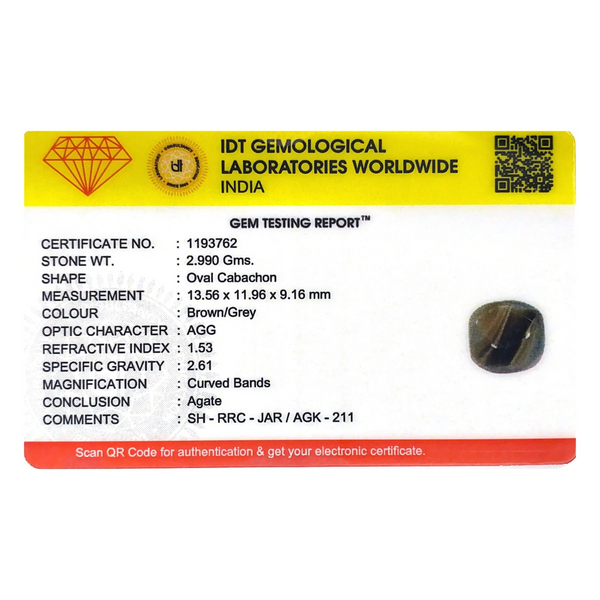 IDT GEMOLOGICAL
LABORATORIES WORLDWIDE
INDIA
idt
GEM TESTING REPORT™
CERTIFICATE NO. : 1193762
STONE WT. : 2.990 Gms.
SHAPE : Oval Cabachon
MEASUREMENT : 13.56 x 11.96 x 9.16 mm
COLOUR : Brown/Grey
OPTIC CHARACTER : AGG
REFRACTIVE INDEX : 1.53
SPECIFIC GRAVITY : 2.61
MAGNIFICATION : Curved Bands
CONCLUSION : Agate
COMMENTS : SH - RRC - JAR / AGK - 211
Scan QR Code for authentication & get your electronic certificate.